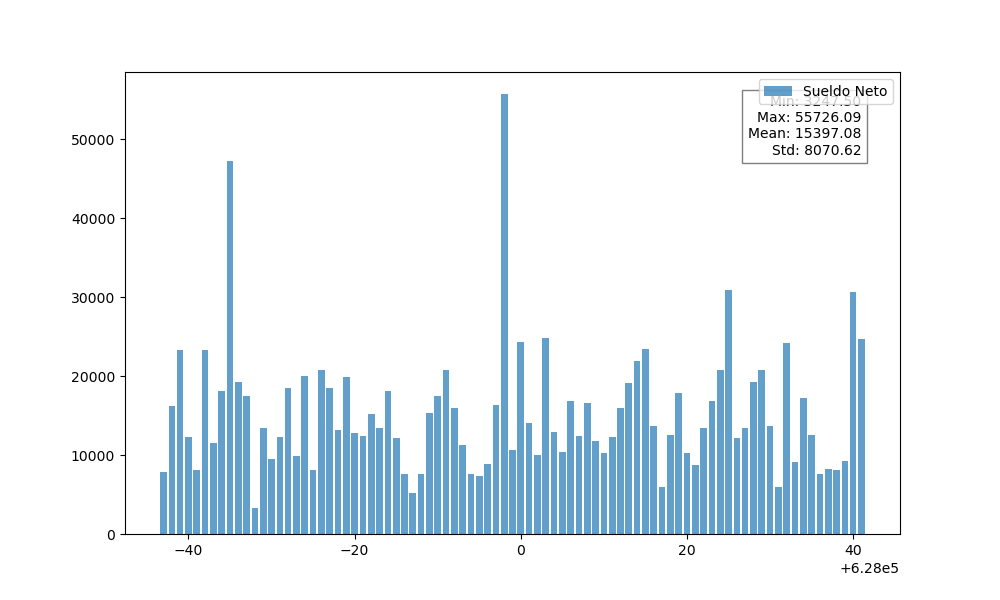 Sueldo Neto
Min: 3247.50
Max: 55726.09
Mean: 15397.08
Std: 8070.62
50000
40000
30000
20000
10000
0
−40 −20 0 20 40
+6.28e5